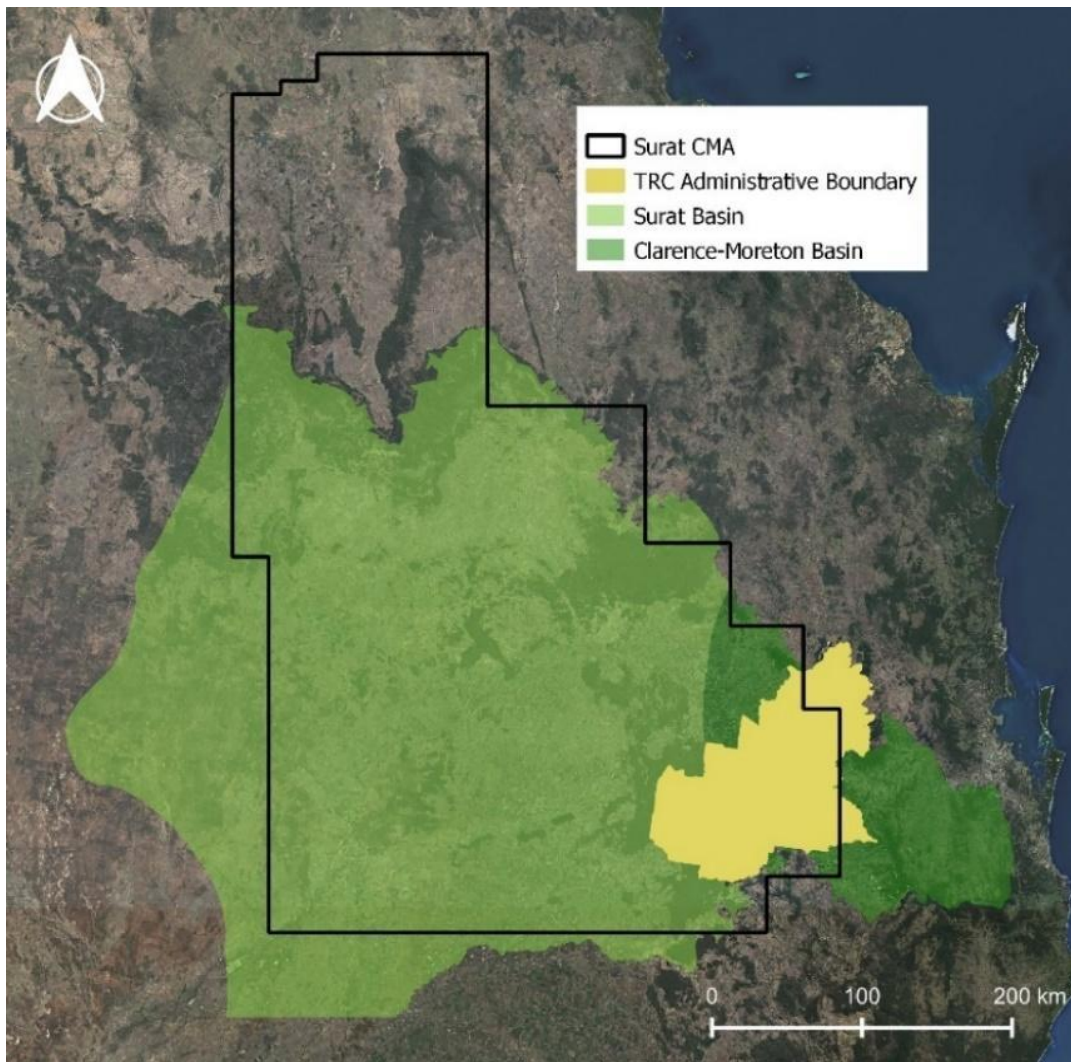 Surat CMA
TRC Administrative Boundary
Surat Basin
Clarence-Moreton Basin
0 100 200 km